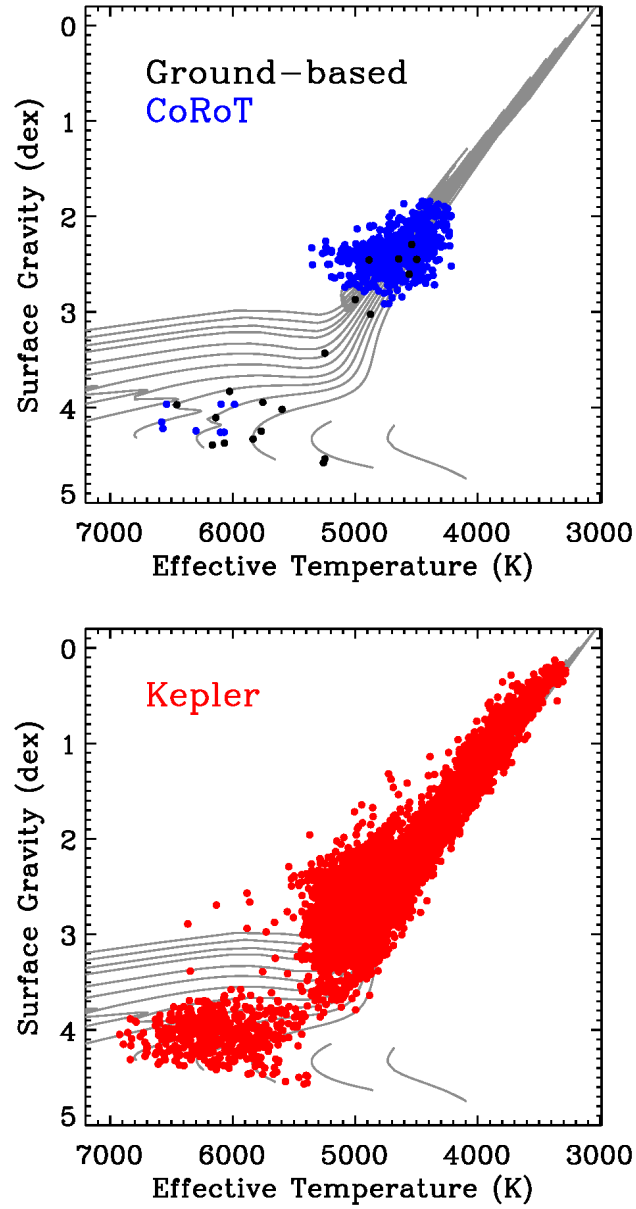 0
1
2
3
4
5
Surface Gravity (dex)
Ground-based
CoRoT
7000 6000 5000 4000 3000
Effective Temperature (K)
0
1
2
3
4
5
Surface Gravity (dex)
Kepler
7000 6000 5000 4000 3000
Effective Temperature (K)